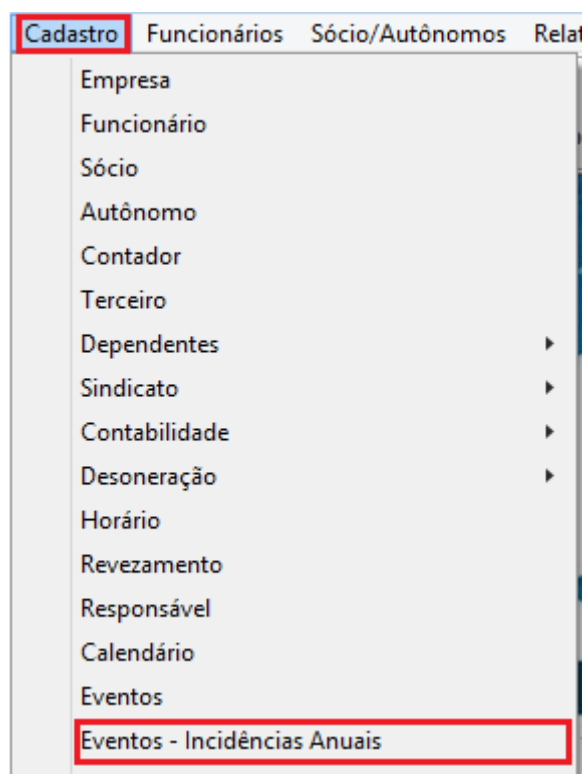 Cadastro Funcionários Sócio/Autônomos
Empresa
Funcionário
Sócio
Autônomo
Contador
Terceiro
Dependentes
Sindicato
Contabilidade
Desoneração
Horário
Revezamento
Responsável
Calendário
Eventos
Eventos - Incidências Anuais